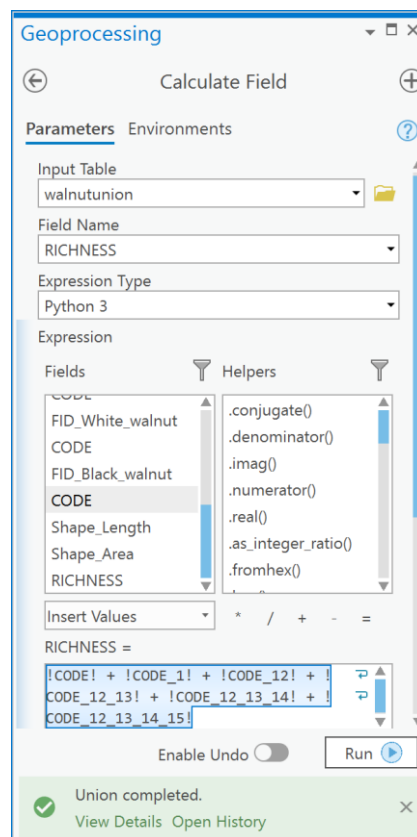 Geoprocessing
Calculate Field
Parameters Environments
Input Table
walnutunion
Field Name
RICHNESS
Expression Type
Python 3
Expression
Fields
Helpers
CODE
FID_White_walnut
CODE
FID_Black_walnut
CODE
Shape_Length
Shape_Area
RICHNESS
.conjugate()
.denominator()
.imag()
.numerator()
.real()
.as_integer_ratio()
.fromhex()
Insert Values
* / + - =
RICHNESS =
!CODE! + !CODE_1! + !CODE_12! + !
CODE_12_13! + !CODE_12_13_14! + !
CODE_12_13_14_15!
Enable Undo
Run
Union completed.
View Details Open History